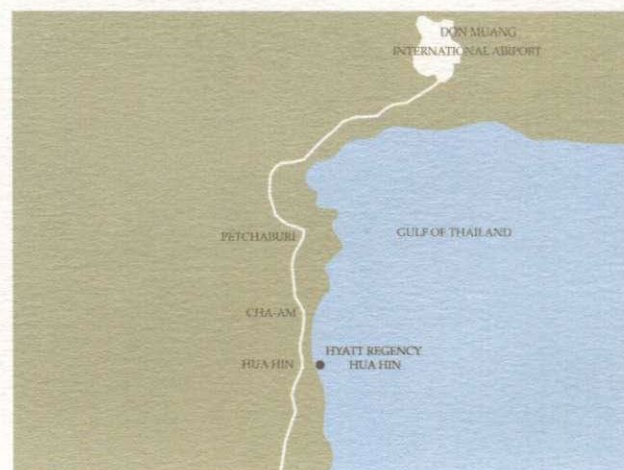 DON MUANG
INTERNATIONAL AIRPORT
PETCHABURI
GULF OF THAILAND
CHA-AM
HYATT REGENCY
HUA HIN
HUA HIN